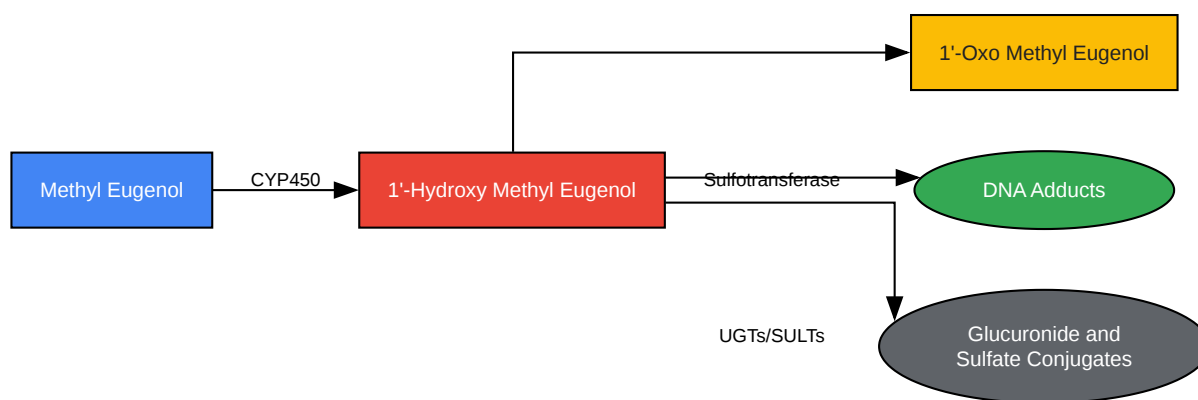 1'-Oxo Methyl Eugenol
Methyl Eugenol
CYP450
1'-Hydroxy Methyl Eugenol
Sulfotransferase
DNA Adducts
UGTs/SULTs
Glucuronide and
Sulfate Conjugates